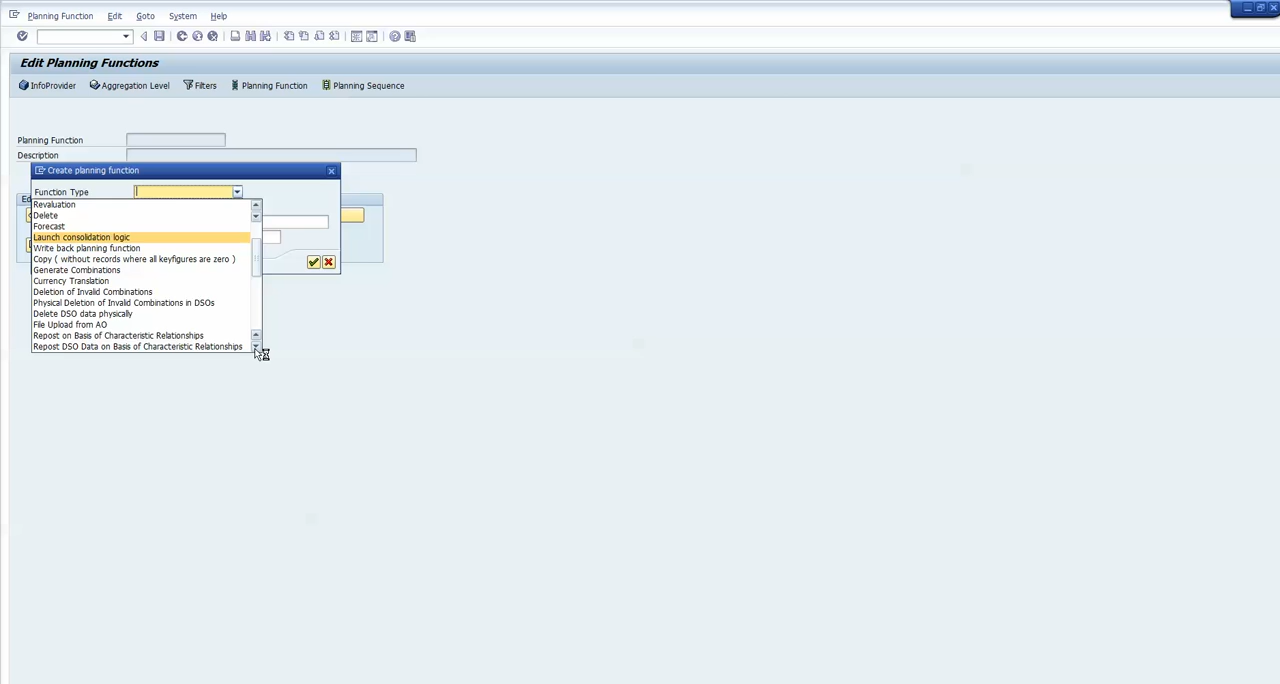 Planning Function Edit Goto System Help
Edit Planning Functions
InfoProvider Aggregation Level Filters Planning Function Planning Sequence
Planning Function
Description
Create planning function
Function Type
Revaluation
Delete
Forecast
Launch consolidation logic
Write back planning function
Copy ( without records where all keyfigures are zero )
Generate Combinations
Currency Translation
Deletion of Invalid Combinations
Physical Deletion of Invalid Combinations in DSOs
Delete DSO data physically
File Upload from AO
Repost on Basis of Characteristic Relationships
Repost DSO Data on Basis of Characteristic Relationships